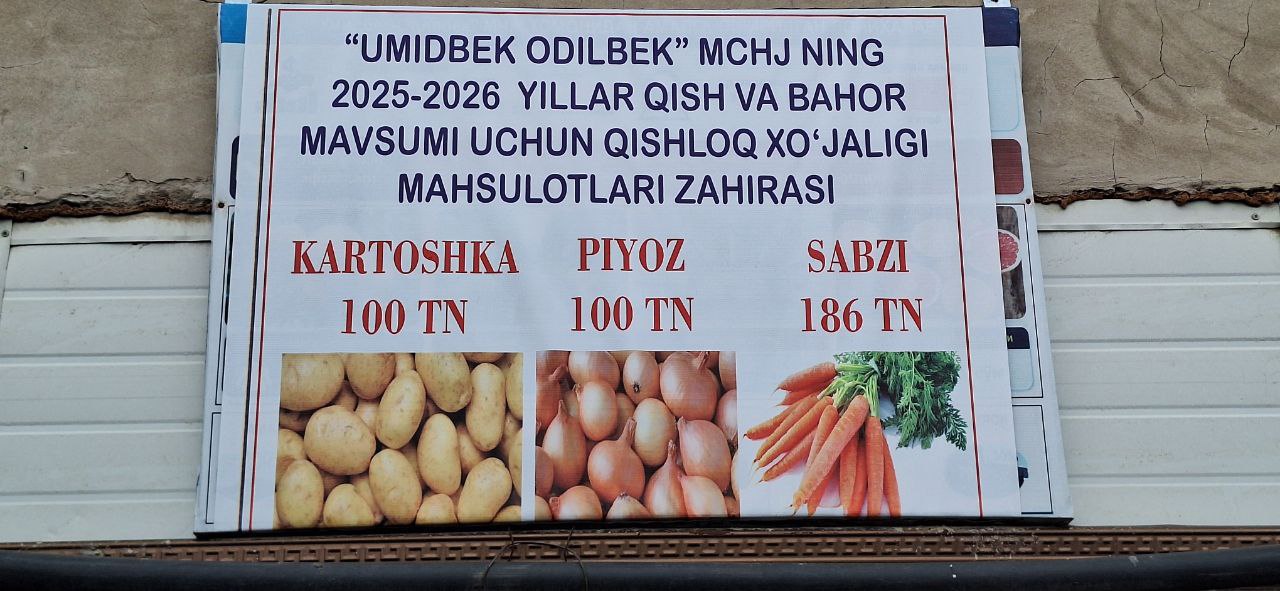 “UMIDBEK ODILBEK” MCHJ NING
2025-2026 YILLAR QISH VA BAHOR
MAVSUMI UCHUN QISHLOQ XO‘JALIGI
MAHSULOTLARI ZAHIRASI
KARTOSHKA PIYOZ SABZI
100 TN 100 TN 186 TN